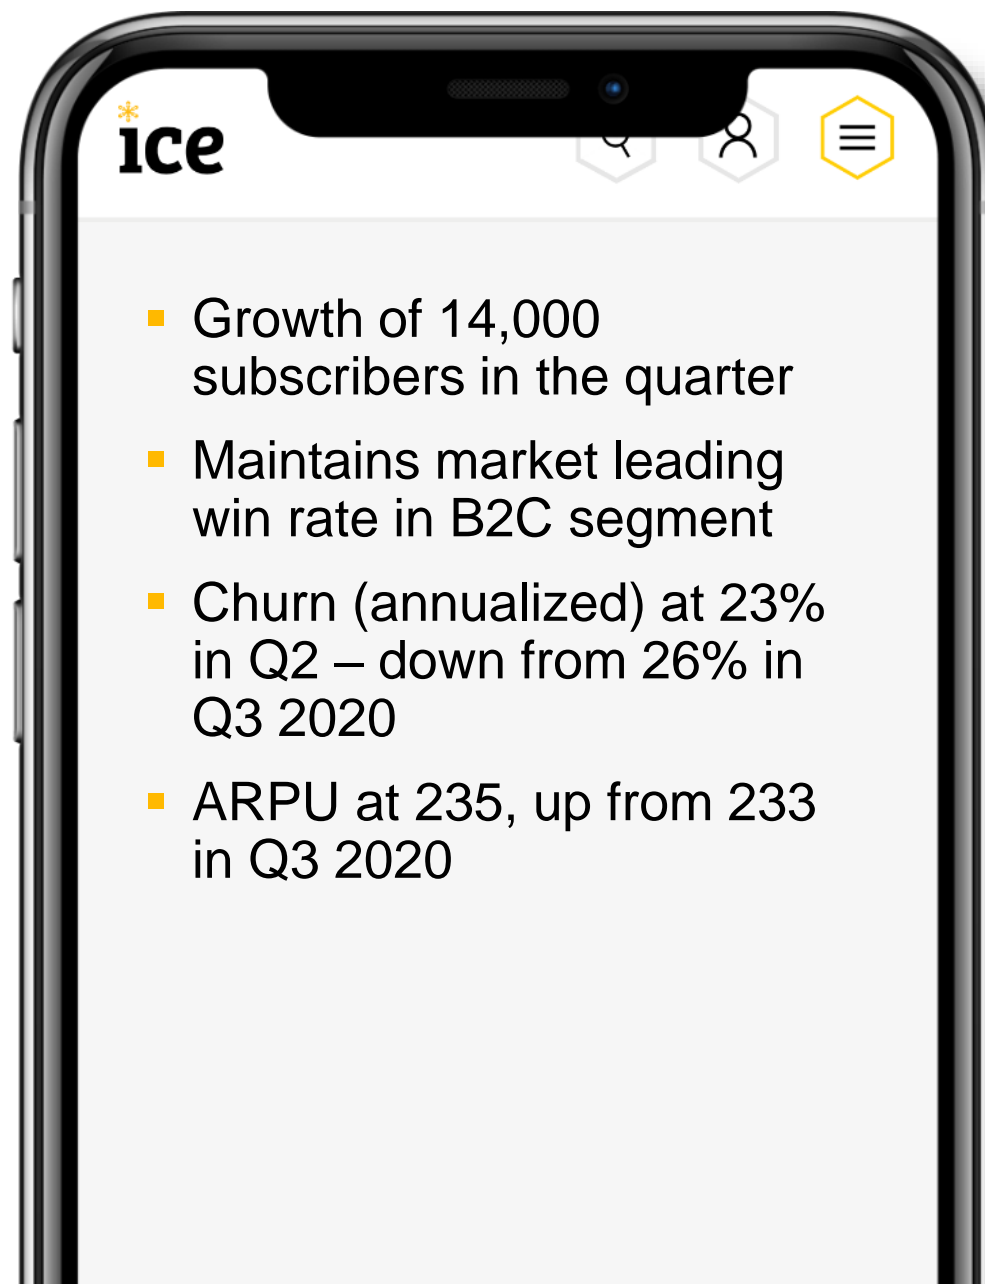 ice
Growth of 14,000
subscribers in the quarter
Maintains market leading
win rate in B2C segment
Churn (annualized) at 23%
in Q2 – down from 26% in
Q3 2020
ARPU at 235, up from 233
in Q3 2020